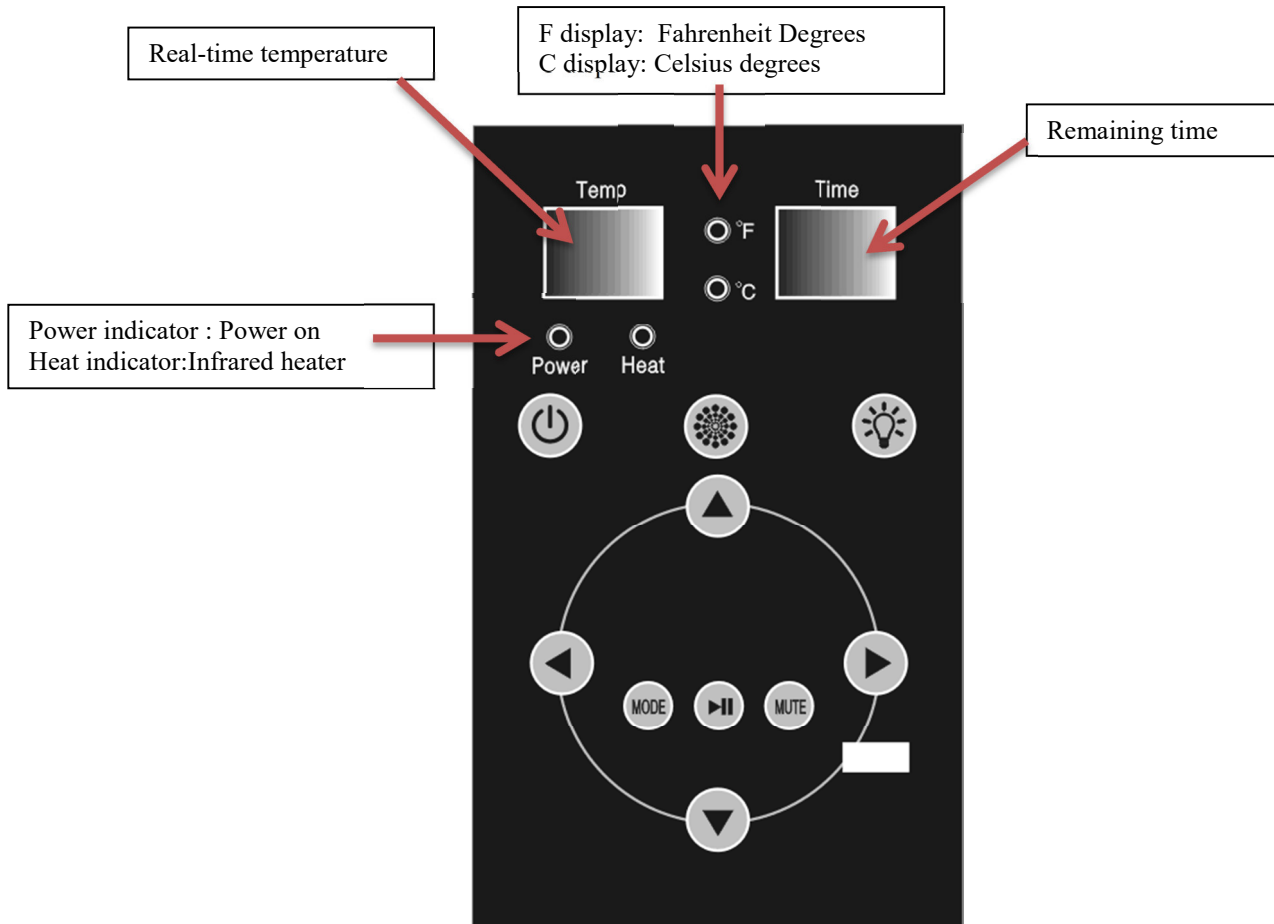 F display: Fahrenheit Degrees
C display: Celsius degrees
Real-time temperature
Remaining time
Temp
Time
°F
°C
Power indicator : Power on
Heat indicator:Infrared heater
Power
Heat
MODE
MUTE